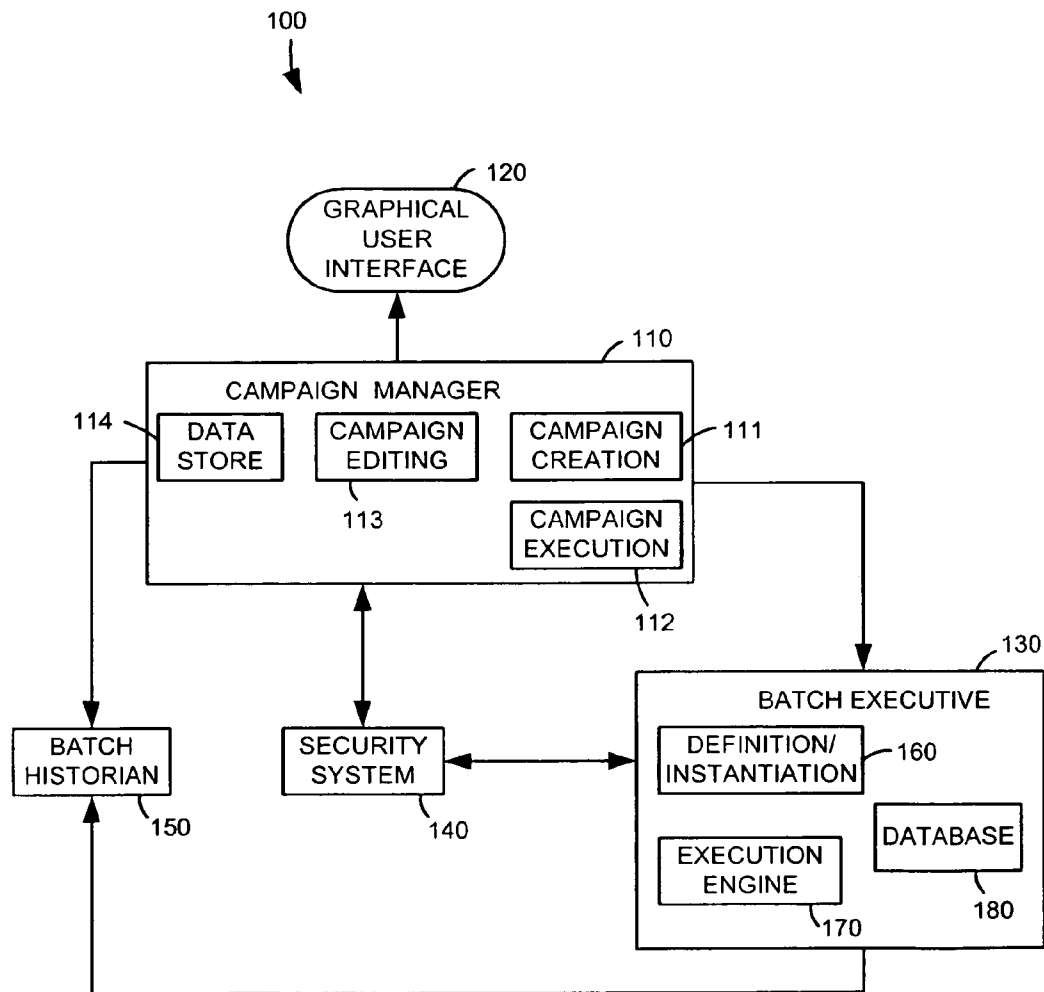 100
120
GRAPHICAL
USER
INTERFACE
110
CAMPAIGN MANAGER
114
DATA
STORE
CAMPAIGN
EDITING
113
CAMPAIGN
CREATION
111
CAMPAIGN
EXECUTION
112
130
BATCH EXECUTIVE
BATCH
HISTORIAN
150
SECURITY
SYSTEM
140
DEFINITION/
INSTANTIATION
160
DATABASE
180
EXECUTION
ENGINE
170